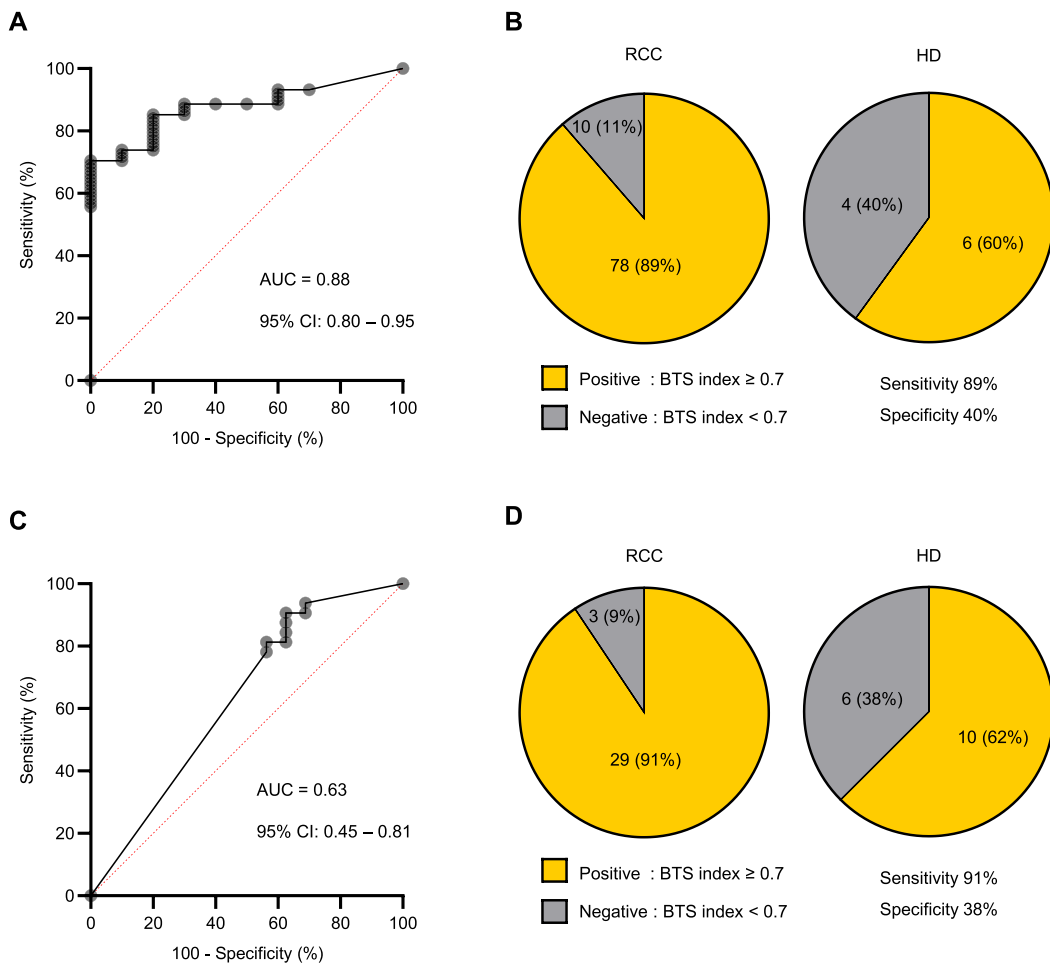 A
100
80
60
40
20
0
Sensitivity (%)
AUC = 0.88
95% CI: 0.80 – 0.95
0 20 40 60 80 100
100 - Specificity (%)
B
RCC HD
10 (11%)
78 (89%)
4 (40%)
6 (60%)
Positive : BTS index ≥ 0.7
Negative : BTS index < 0.7
Sensitivity 89%
Specificity 40%
C
100
80
60
40
20
0
Sensitivity (%)
AUC = 0.63
95% CI: 0.45 – 0.81
0 20 40 60 80 100
100 - Specificity (%)
D
RCC HD
3 (9%)
29 (91%)
6 (38%)
10 (62%)
Positive : BTS index ≥ 0.7
Negative : BTS index < 0.7
Sensitivity 91%
Specificity 38%